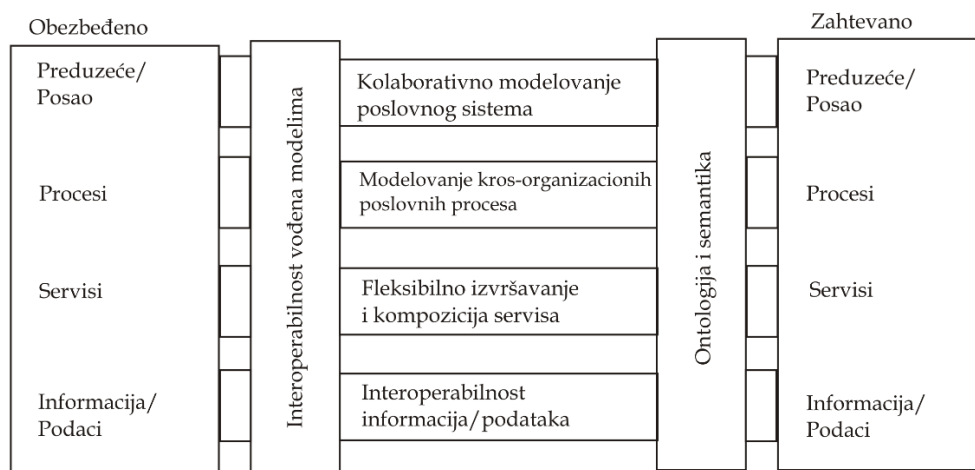 Obezbeđeno
Zahtevano
Preduzeće/
Posao
Procesi
Servisi
Informacija/
Podaci
Interoperabilnost vođena modelima
Kolaborativno modelovanje
poslovnog sistema
Modelovanje kros-organizacionih
poslovnih procesa
Fleksibilno izvršavanje
i kompozicija servisa
Interoperabilnost
informacija/podataka
Ontologija i semantika
Preduzeće/
Posao
Procesi
Servisi
Informacija/
Podaci